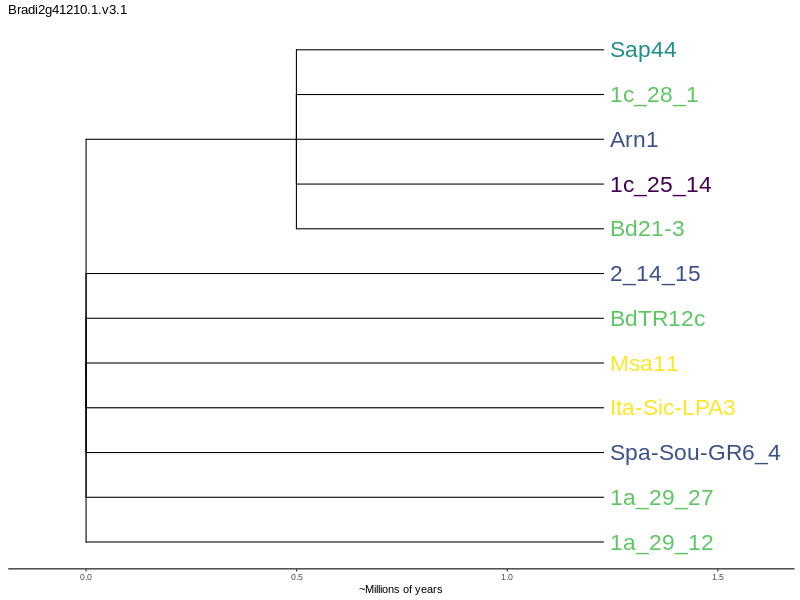 Bradi2g41210.1.v3.1
Sap44
1c_28_1
Arn1
1c_25_14
Bd21-3
2_14_15
BdTR12c
Msa11
Ita-Sic-LPA3
Spa-Sou-GR6_4
1a_29_27
1a_29_12
0.0 0.5 1.0 1.5
~Millions of years